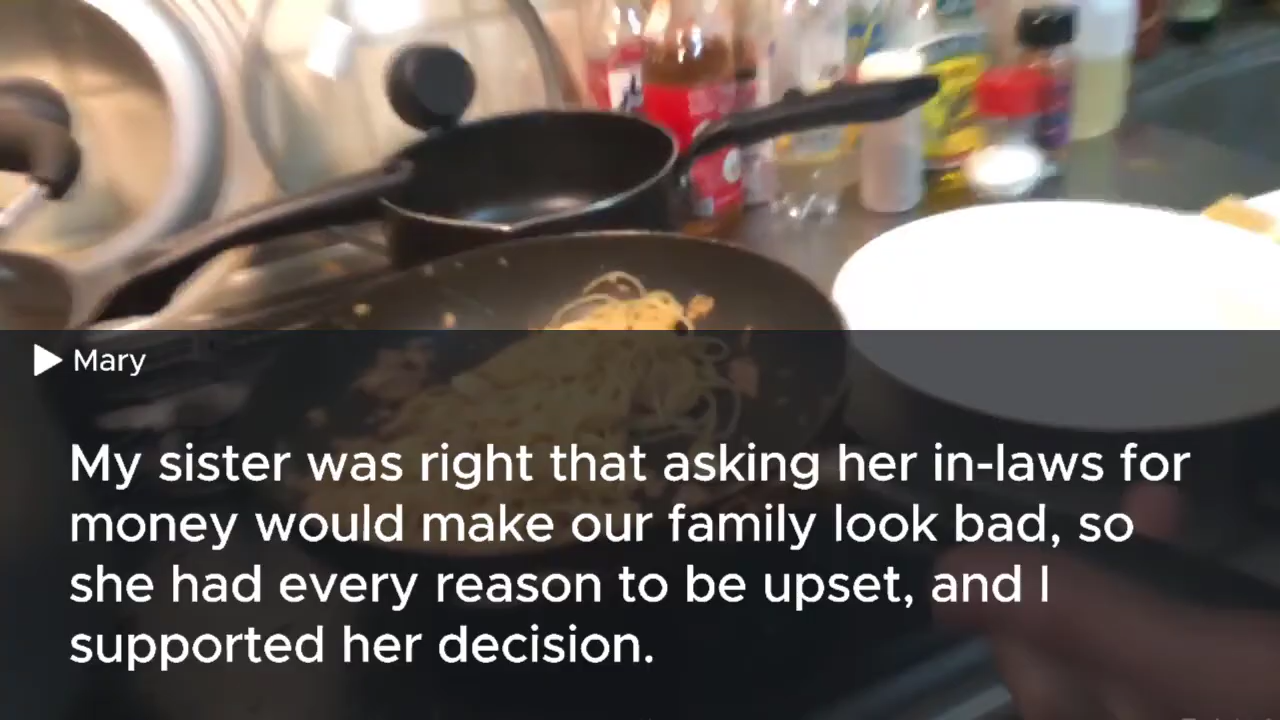 Mary
My sister was right that asking her in-laws for
money would make our family look bad, so
she had every reason to be upset, and I
supported her decision.